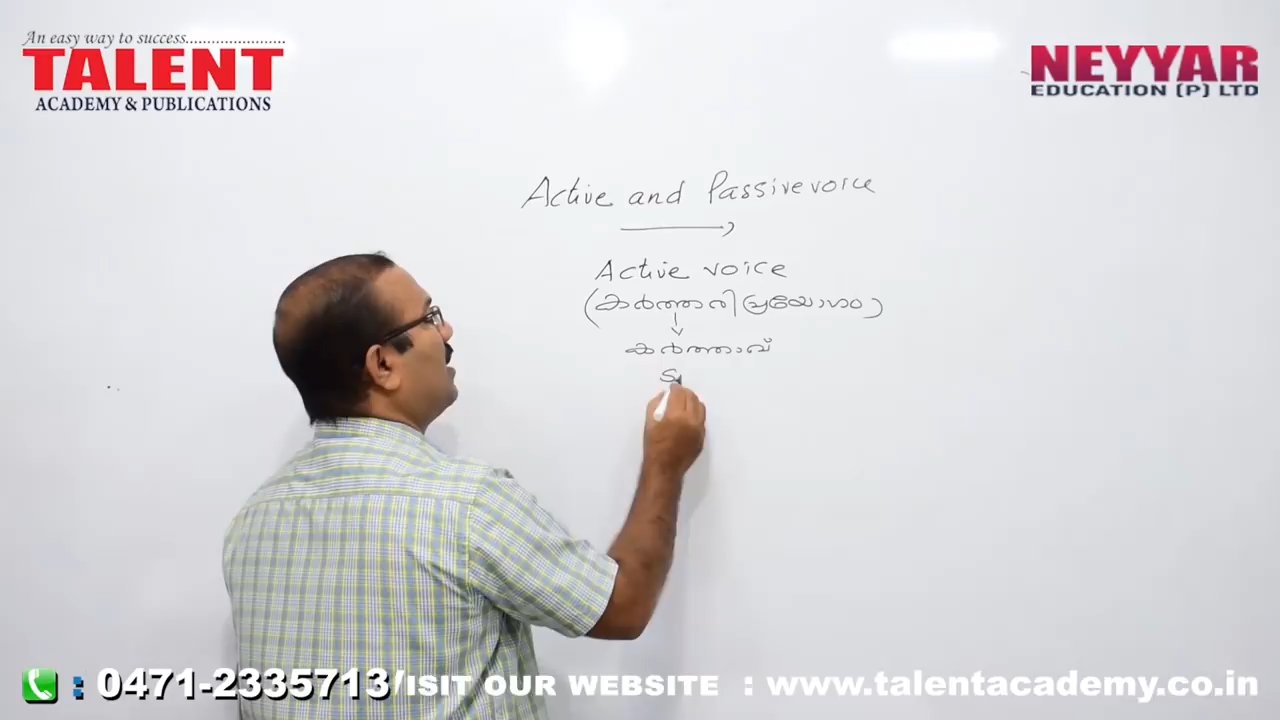 An easy way to success.......................
TALENT
ACADEMY & PUBLICATIONS
NEYYAR
EDUCATION (P) LTD
Active and Passive voice
Active voice
(കർത്തരി പ്രയോഗം)
കർത്താവ്
Su
: 0471-2335713
VISIT OUR WEBSITE : www.talentacademy.co.in